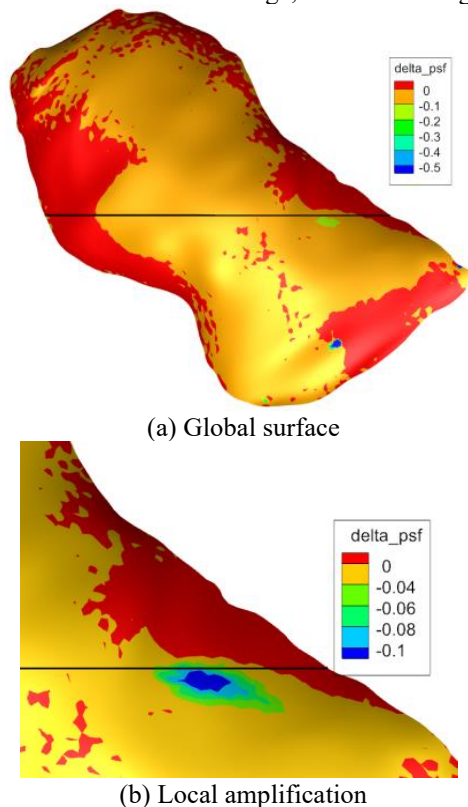 delta_psf
0
-0.1
-0.2
-0.3
-0.4
-0.5
(a) Global surface
delta_psf
0
-0.04
-0.06
-0.08
-0.1
(b) Local amplification